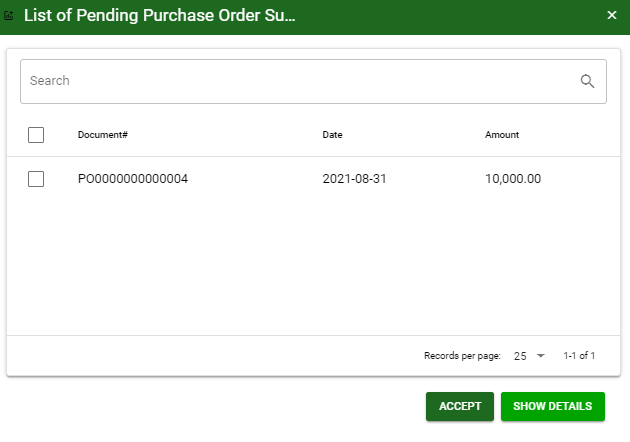 List of Pending Purchase Order Su...
Search
Document# Date Amount
PO0000000000004 2021-08-31 10,000.00
Records per page: 25 1-1 of 1
ACCEPT SHOW DETAILS